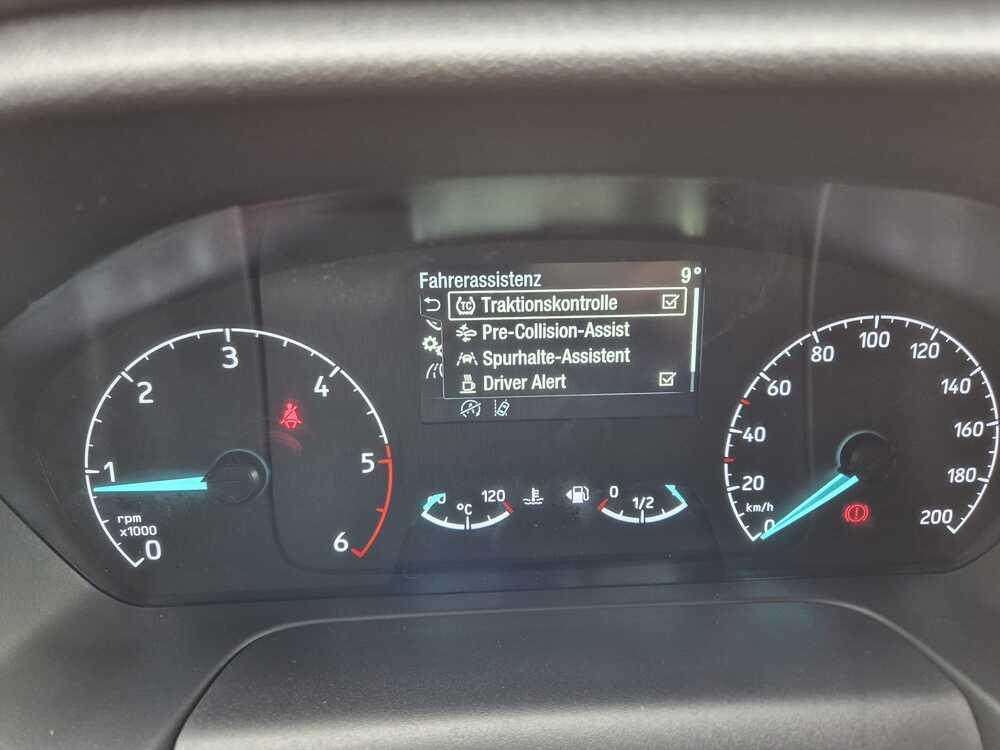 Fahrerassistenz 9°
TC Traktionskontrolle
Pre-Collision-Assist
Spurhalte-Assistent
Driver Alert
0 1 2 3 4 5 6
rpm
x1000
120
°C
0 1/2
0 20 40 60 80 100 120 140 160 180 200
km/h